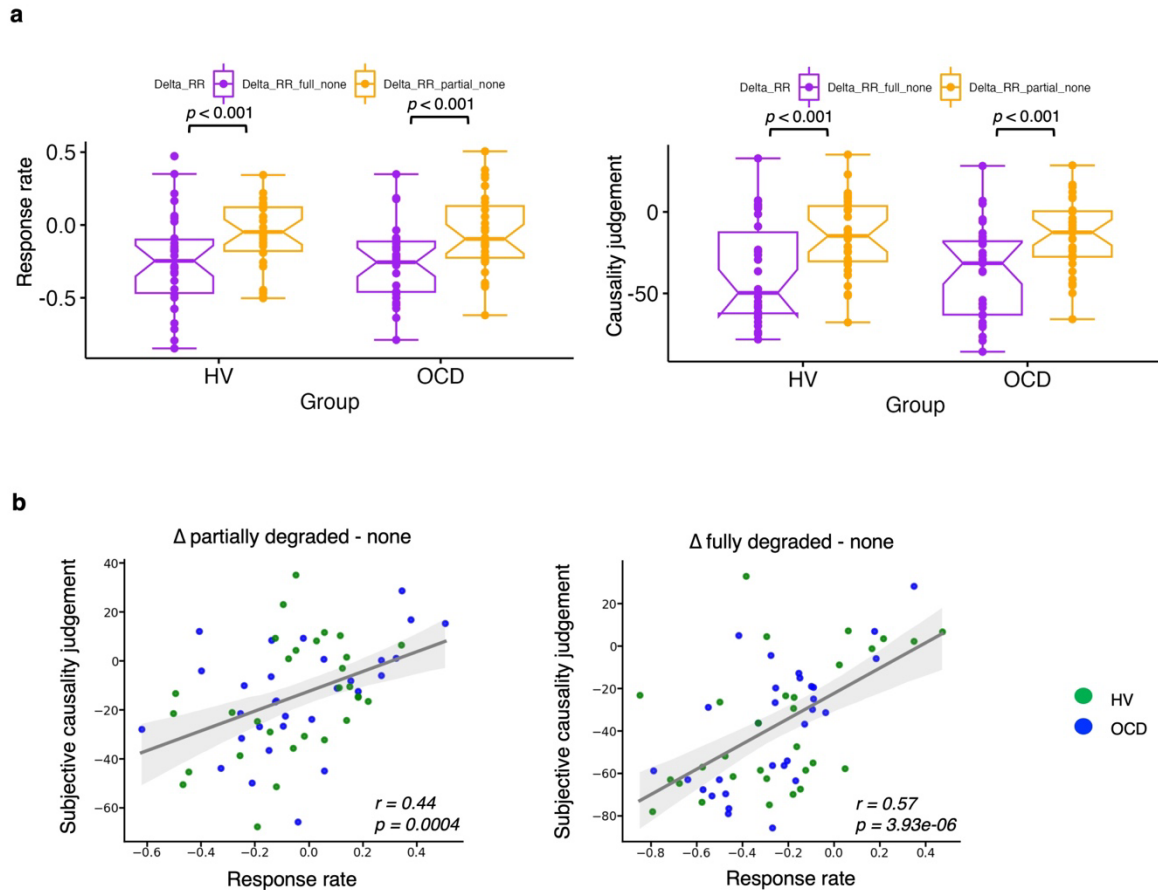 a
Delta_RR Delta_RR_full_none Delta_RR_partial_none
p < 0.001 p < 0.001
0.5
0.0
-0.5
Response rate
HV OCD
Group
Delta_RR Delta_RR_full_none Delta_RR_partial_none
p < 0.001 p < 0.001
0
-50
Causality judgement
HV OCD
Group
b
Δ partially degraded - none
40
20
0
−20
−40
−60
Subjective causality judgement
r = 0.44
p = 0.0004
−0.6 −0.4 −0.2 0.0 0.2 0.4
Response rate
Δ fully degraded - none
20
0
−20
−40
−60
−80
Subjective causality judgement
r = 0.57
p = 3.93e-06
−0.8 −0.6 −0.4 −0.2 0.0 0.2 0.4
Response rate
HV
OCD